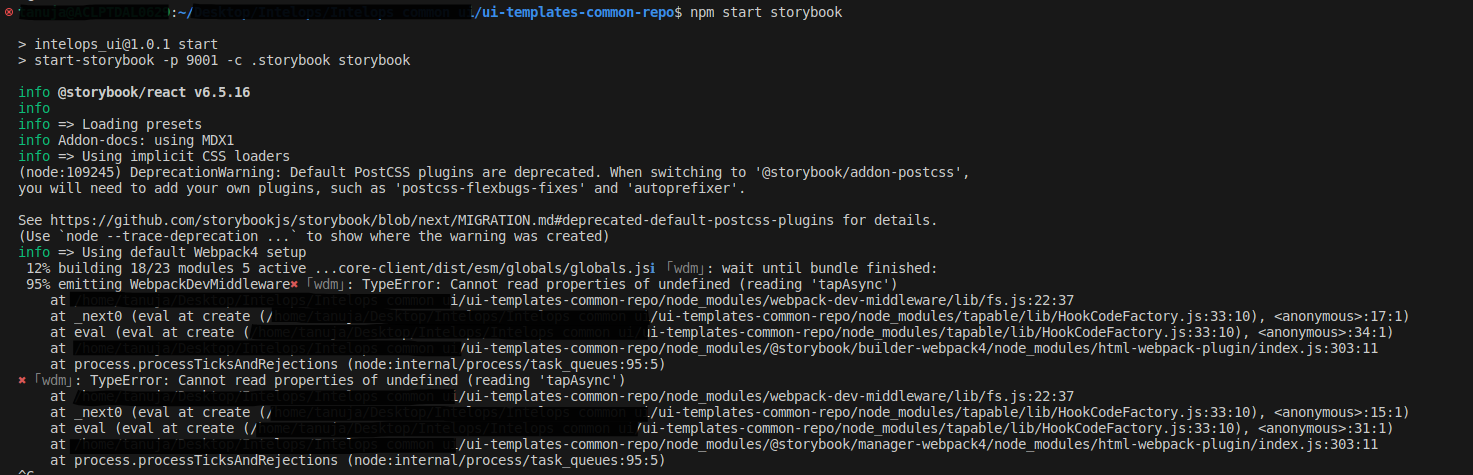 :~/ /ui-templates-common-repo$ npm start storybook
> intelops_ui@1.0.1 start
> start-storybook -p 9001 -c .storybook storybook
info @storybook/react v6.5.16
info
info => Loading presets
info Addon-docs: using MDX1
info => Using implicit CSS loaders
(node:109245) DeprecationWarning: Default PostCSS plugins are deprecated. When switching to '@storybook/addon-postcss',
you will need to add your own plugins, such as 'postcss-flexbugs-fixes' and 'autoprefixer'.
See https://github.com/storybookjs/storybook/blob/next/MIGRATION.md#deprecated-default-postcss-plugins for details.
(Use `node --trace-deprecation ...` to show where the warning was created)
info => Using default Webpack4 setup
12% building 18/23 modules 5 active ...core-client/dist/esm/globals/globals.jsℹ ｢wdm｣: wait until bundle finished:
95% emitting WebpackDevMiddleware✖ ｢wdm｣: TypeError: Cannot read properties of undefined (reading 'tapAsync')
at i/ui-templates-common-repo/node_modules/webpack-dev-middleware/lib/fs.js:22:37
at _next0 (eval at create (/ /ui-templates-common-repo/node_modules/tapable/lib/HookCodeFactory.js:33:10), <anonymous>:17:1)
at eval (eval at create ( ui-templates-common-repo/node_modules/tapable/lib/HookCodeFactory.js:33:10), <anonymous>:34:1)
at /ui-templates-common-repo/node_modules/@storybook/builder-webpack4/node_modules/html-webpack-plugin/index.js:303:11
at process.processTicksAndRejections (node:internal/process/task_queues:95:5)
✖ ｢wdm｣: TypeError: Cannot read properties of undefined (reading 'tapAsync')
at /ui-templates-common-repo/node_modules/webpack-dev-middleware/lib/fs.js:22:37
at _next0 (eval at create (/ /ui-templates-common-repo/node_modules/tapable/lib/HookCodeFactory.js:33:10), <anonymous>:15:1)
at eval (eval at create (/ /ui-templates-common-repo/node_modules/tapable/lib/HookCodeFactory.js:33:10), <anonymous>:31:1)
at /ui-templates-common-repo/node_modules/@storybook/manager-webpack4/node_modules/html-webpack-plugin/index.js:303:11
at process.processTicksAndRejections (node:internal/process/task_queues:95:5)